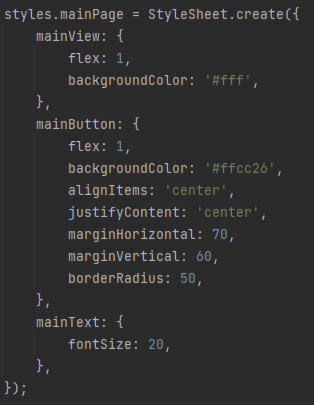 styles.mainPage = StyleSheet.create({
    mainView: {
        flex: 1,
        backgroundColor: '#fff',
    },
    mainButton: {
        flex: 1,
        backgroundColor: '#ffcc26',
        alignItems: 'center',
        justifyContent: 'center',
        marginHorizontal: 70,
        marginVertical: 60,
        borderRadius: 50,
    },
    mainText: {
        fontSize: 20,
    },
});